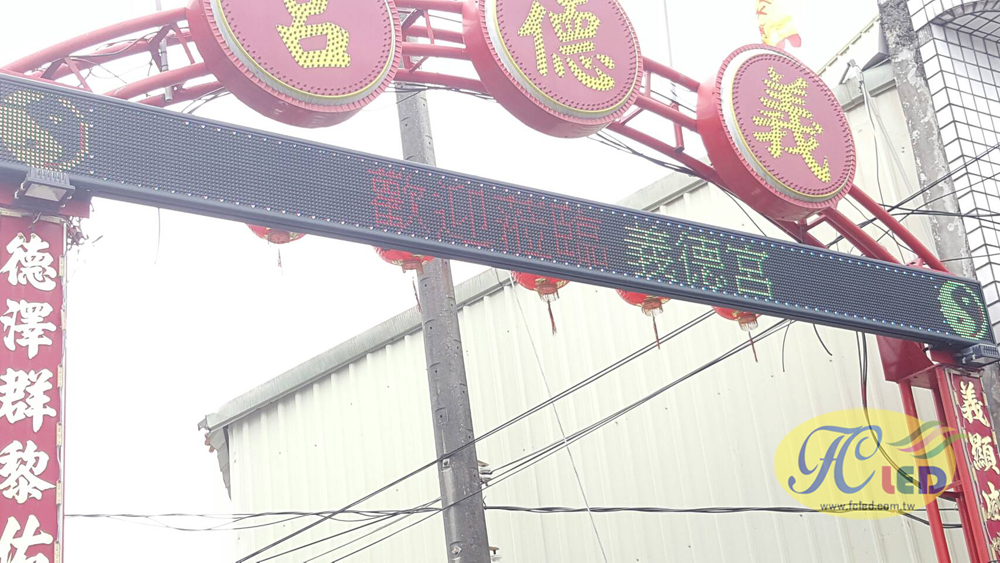 宮 德 義
歡迎蒞臨 義德宮
德澤群黎佑
義顯
FC LED
www.fcled.com.tw